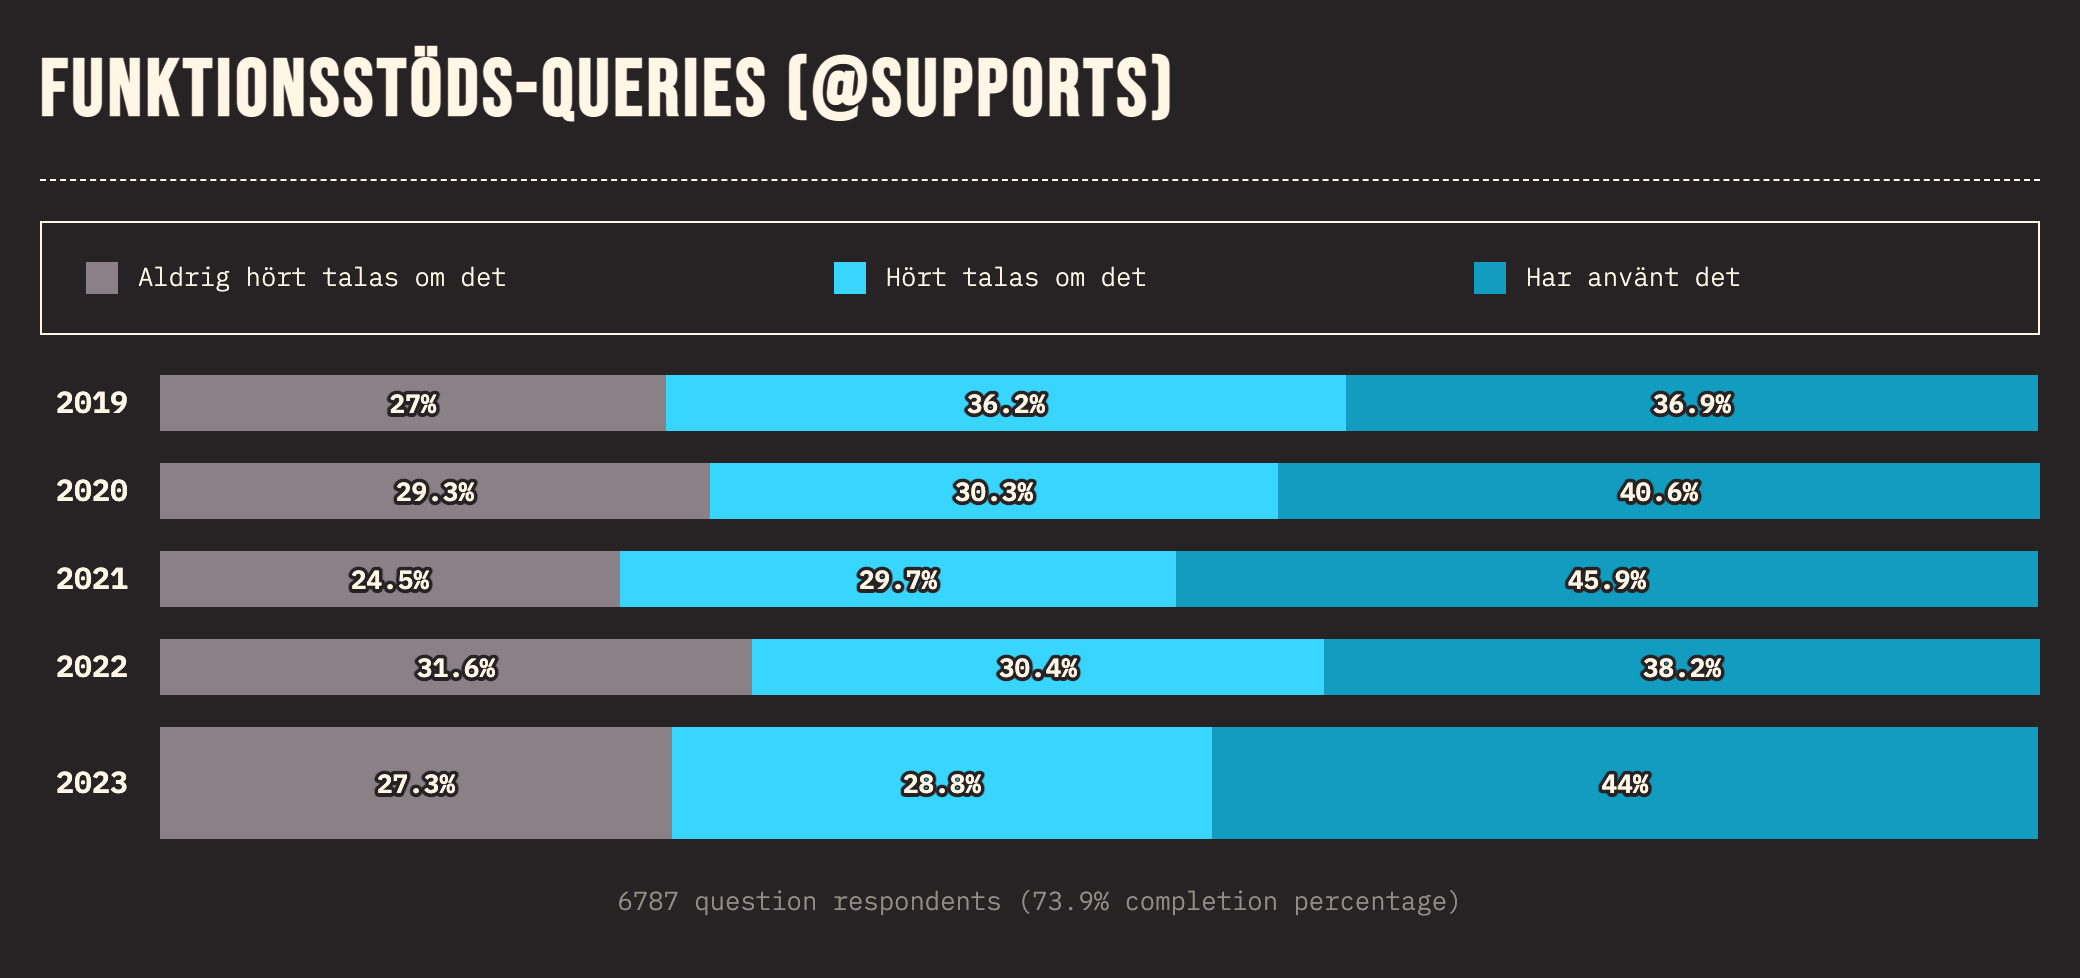 FUNKTIONSSTÖDS-QUERIES (@SUPPORTS)
Aldrig hört talas om det Hört talas om det Har använt det
2019 27% 36.2% 36.9%
2020 29.3% 30.3% 40.6%
2021 24.5% 29.7% 45.9%
2022 31.6% 30.4% 38.2%
2023 27.3% 28.8% 44%
6787 question respondents (73.9% completion percentage)